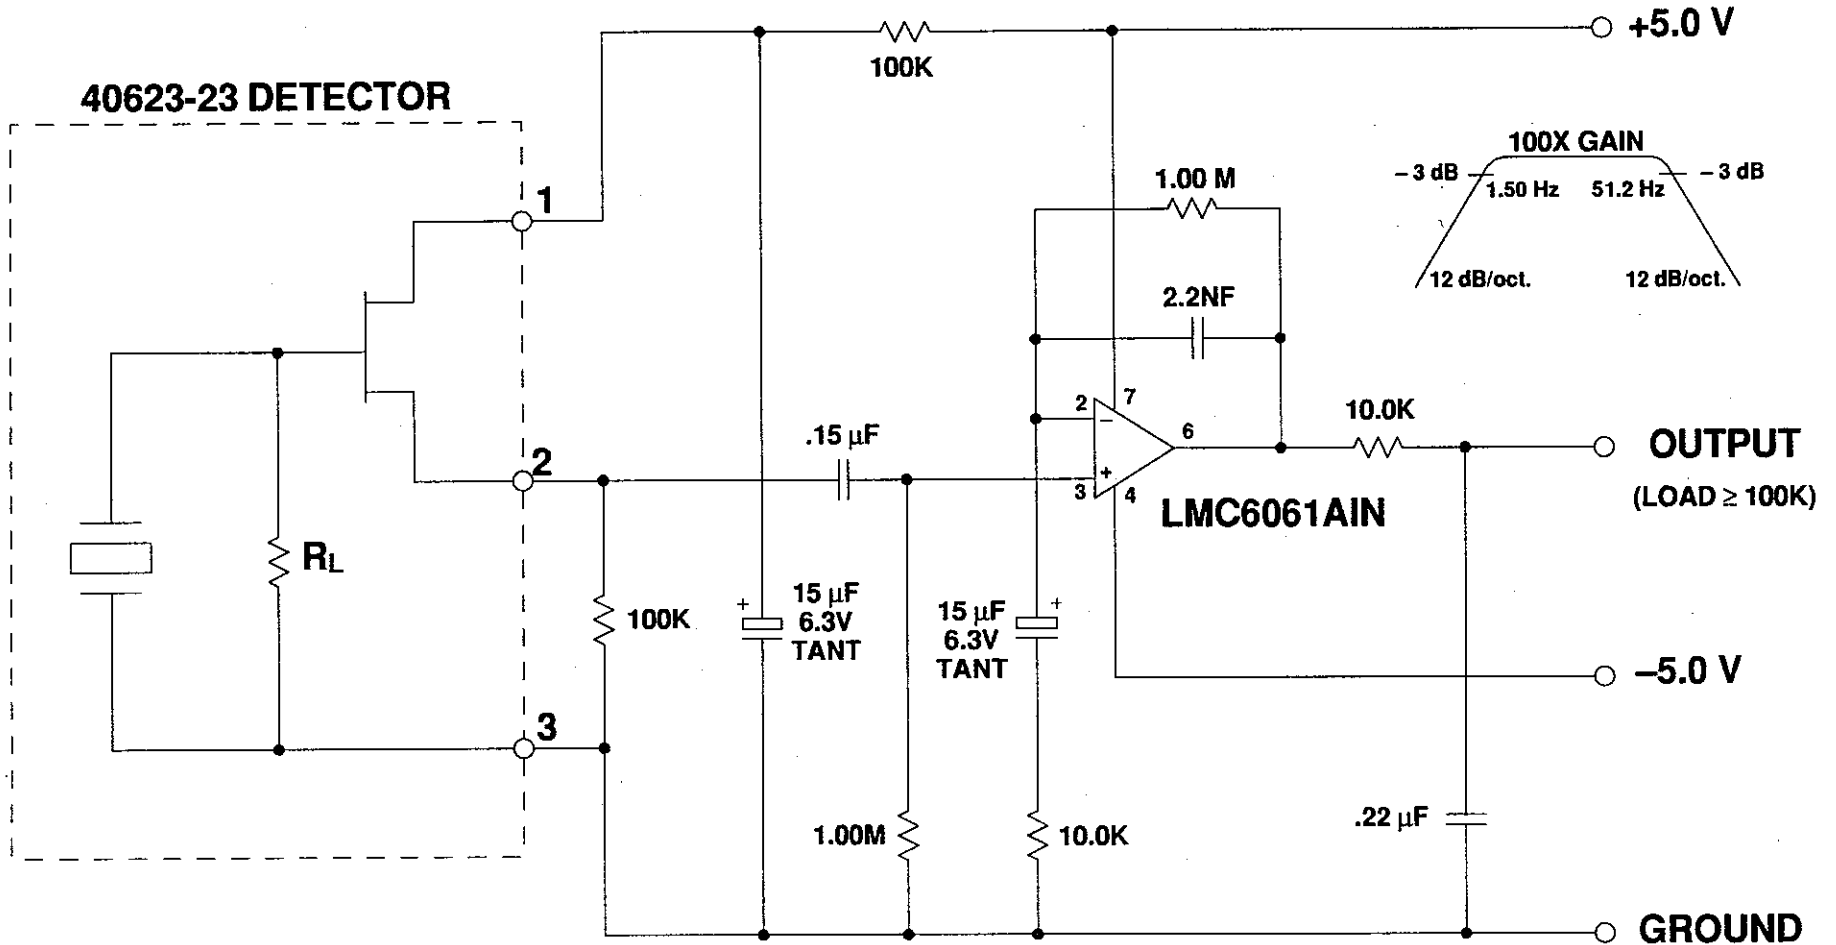 +5.0 V
100K
40623-23 DETECTOR
100X GAIN
– 3 dB
– 3 dB
1.50 Hz
51.2 Hz
12 dB/oct.
12 dB/oct.
1
1.00 M
2.2NF
2
7
–
6
+
3
4
LMC6061AIN
10.0K
OUTPUT
(LOAD ≥ 100K)
2
.15 µF
RL
100K
+
15 µF
6.3V
TANT
+
15 µF
6.3V
TANT
–5.0 V
3
1.00M
10.0K
.22 µF
GROUND